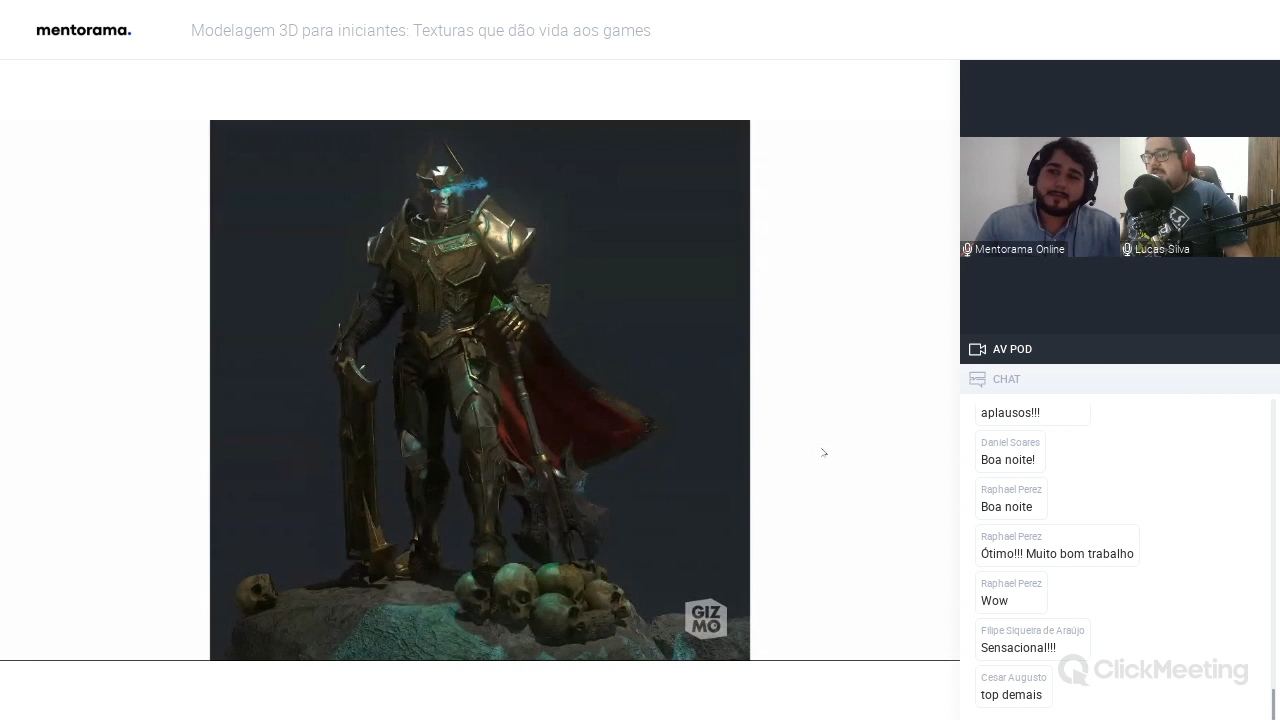 mentorama.
Modelagem 3D para iniciantes: Texturas que dão vida aos games
GIZ
MO
Mentorama Online
Lucas Silva
AV POD
CHAT
aplausos!!!
Daniel Soares
Boa noite!
Raphael Perez
Boa noite
Raphael Perez
Ótimo!!! Muito bom trabalho
Raphael Perez
Wow
Filipe Siqueira de Araújo
Sensacional!!!
ClickMeeting
Cesar Augusto
top demais